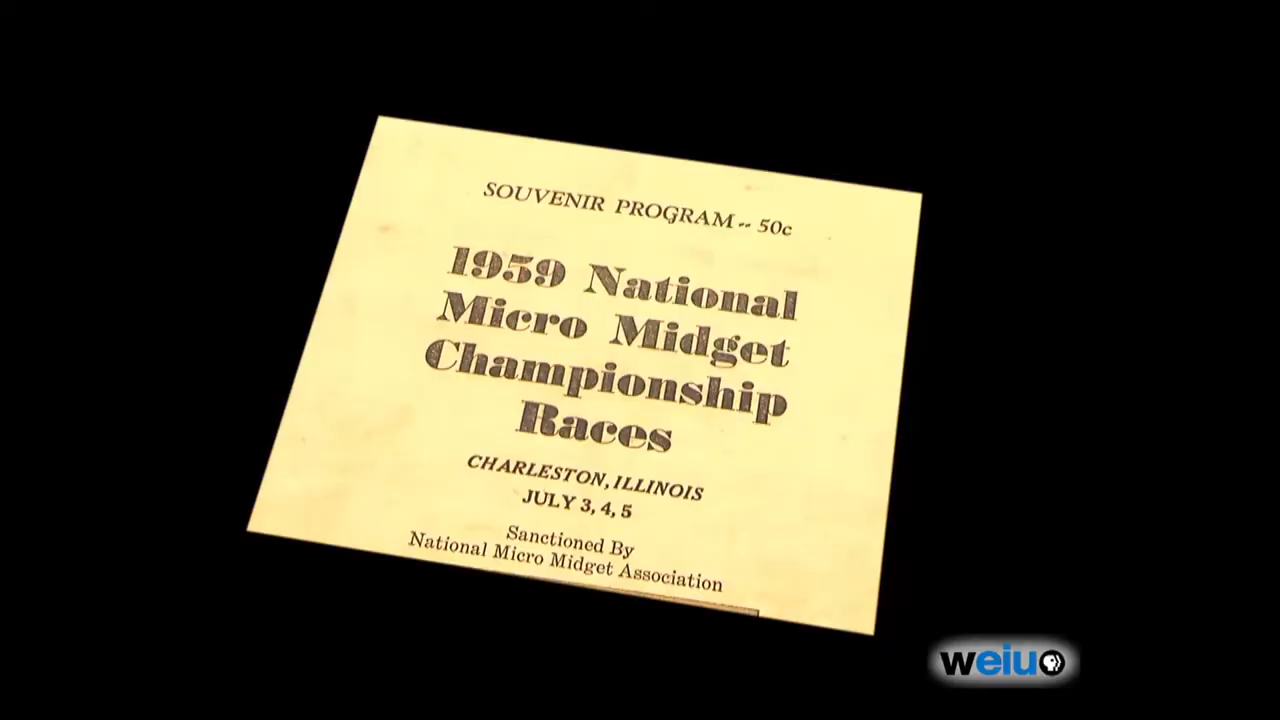 SOUVENIR PROGRAM -- 50c
1959 National
Micro Midget
Championship
Races
CHARLESTON, ILLINOIS
JULY 3, 4, 5
Sanctioned By
National Micro Midget Association
weiu